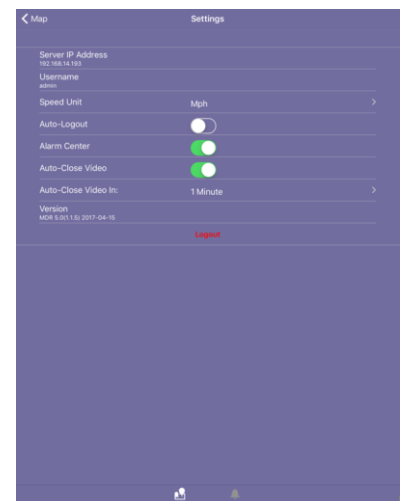 Map
Settings
Server IP Address
192.168.14.193
Username
admin
Speed Unit
Mph
Auto-Logout
Alarm Center
Auto-Close Video
Auto-Close Video In:
1 Minute
Version
MDR 5.0(1.1.5) 2017-04-15
Logout